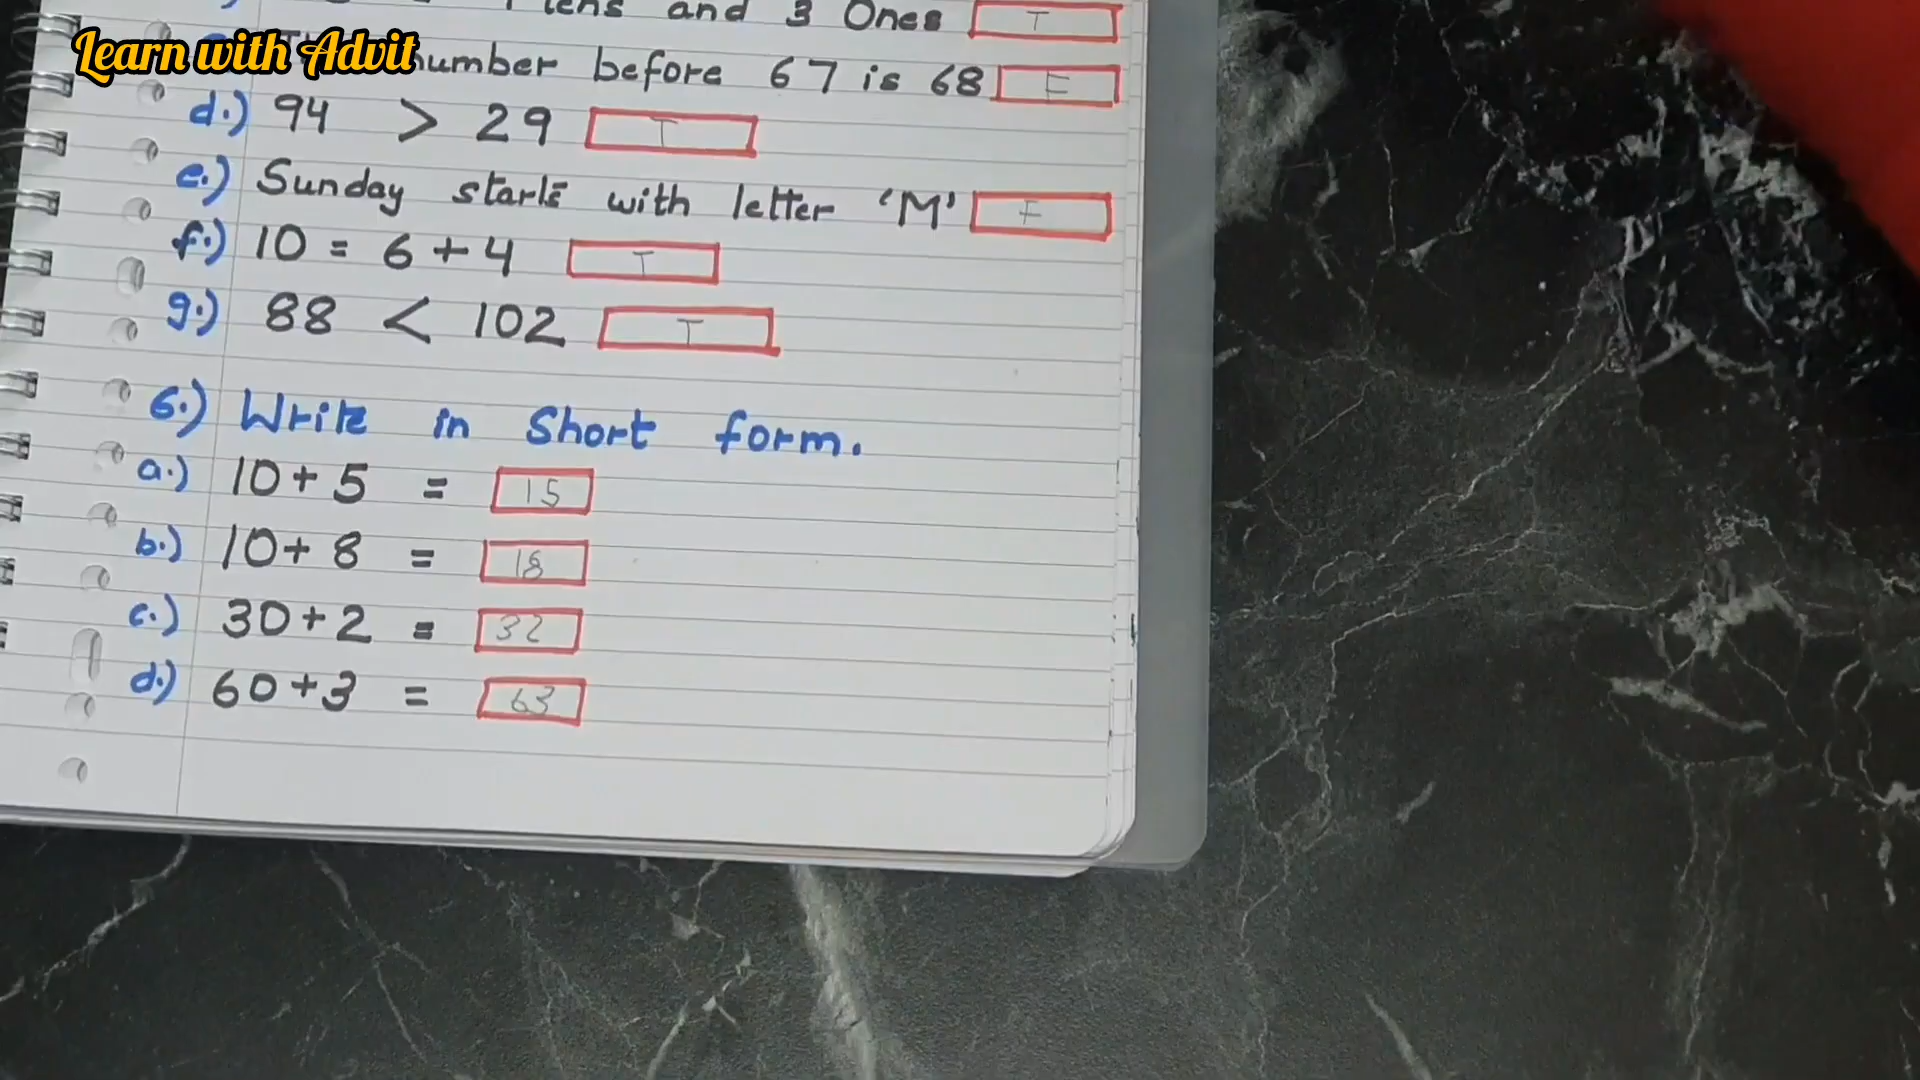 tens and 3 Ones T
Learn with Advit
number before 67 is 68 F
d.) 94 > 29 T
e.) Sunday starts with letter 'M' F
f.) 10 = 6 + 4 T
g.) 88 < 102 T
6.) Write in Short form.
a.) 10 + 5 = 15
b.) 10 + 8 = 18
c.) 30 + 2 = 32
d.) 60 + 3 = 63